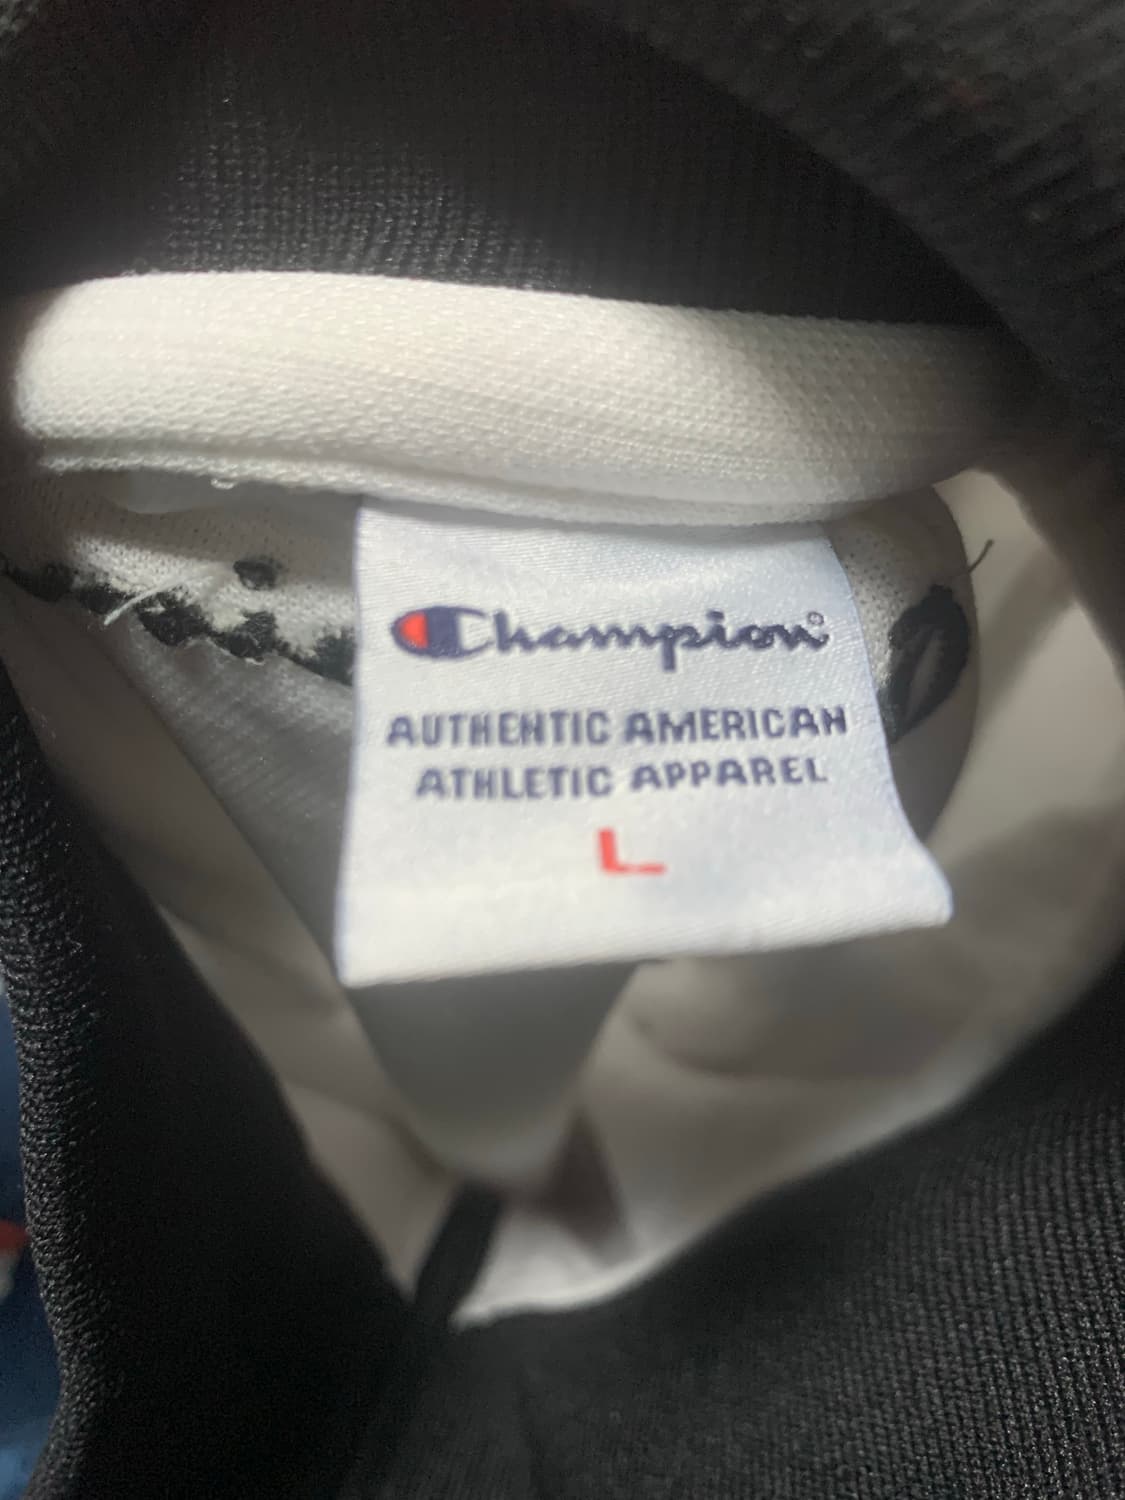 Champion®
AUTHENTIC AMERICAN
ATHLETIC APPAREL
L